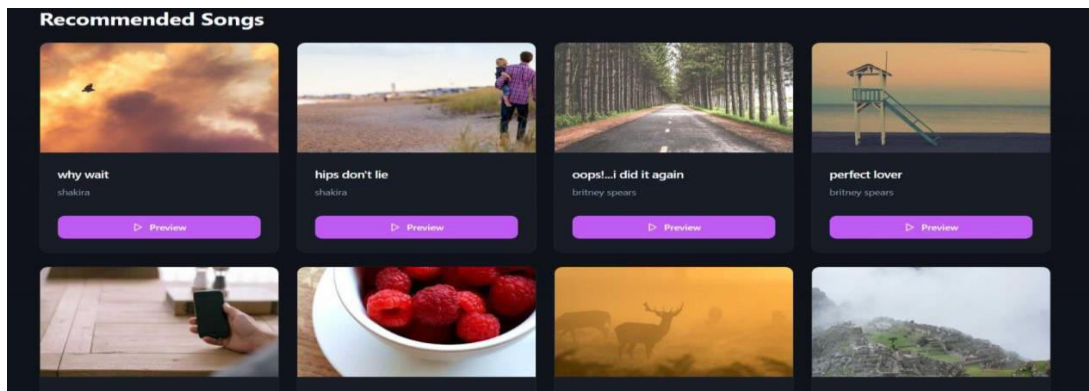 Recommended Songs
why wait
shakira
Preview
hips don't lie
shakira
Preview
oops!...i did it again
britney spears
Preview
perfect lover
britney spears
Preview